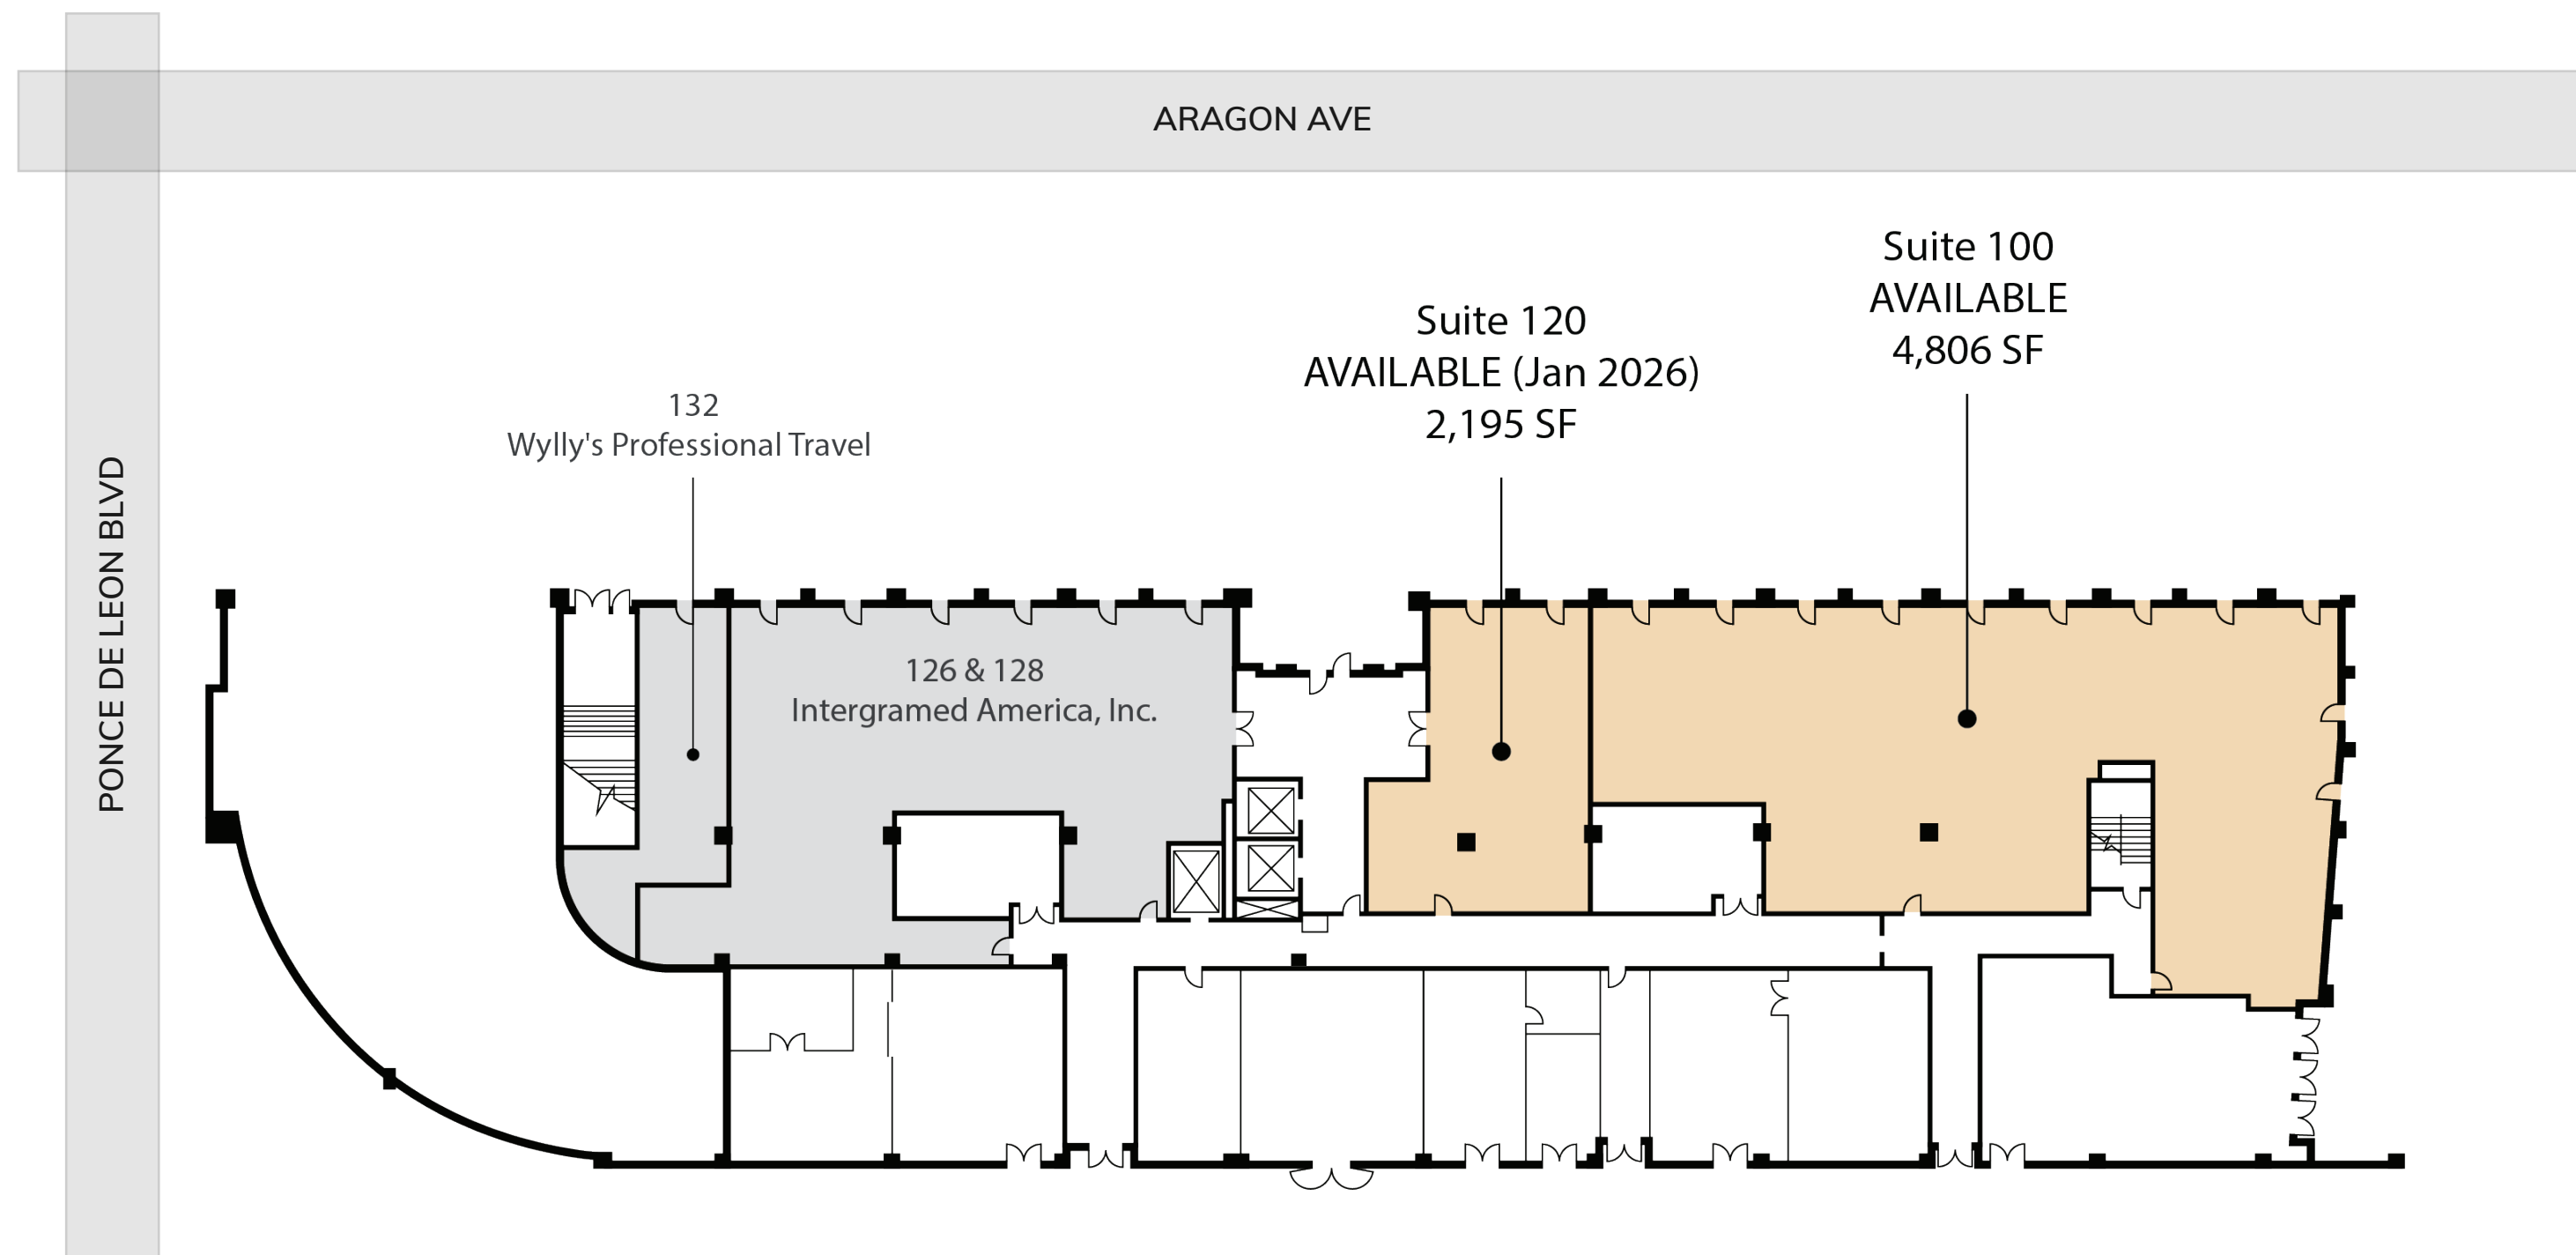 ARAGON AVE
PONCE DE LEON BLVD
Suite 100
AVAILABLE
4,806 SF
Suite 120
AVAILABLE (Jan 2026)
2,195 SF
132
Wylly's Professional Travel
126 & 128
Intergramed America, Inc.